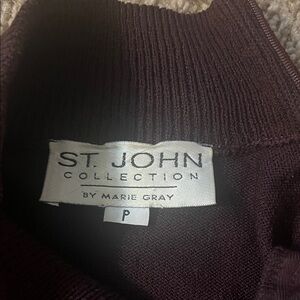 ST. JOHN
COLLECTION
BY MARIE GRAY
P